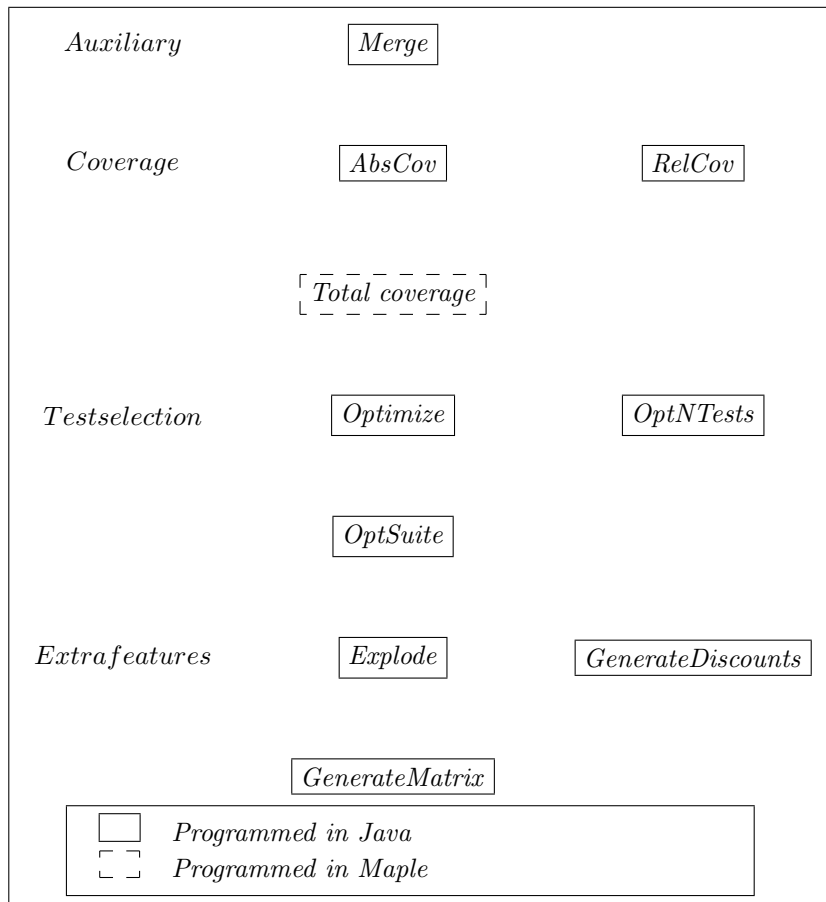 Auxiliary Merge
Coverage AbsCov RelCov
Total coverage
Testselection Optimize OptNTests
OptSuite
Extrafeatures Explode GenerateDiscounts
GenerateMatrix
Programmed in Java
Programmed in Maple